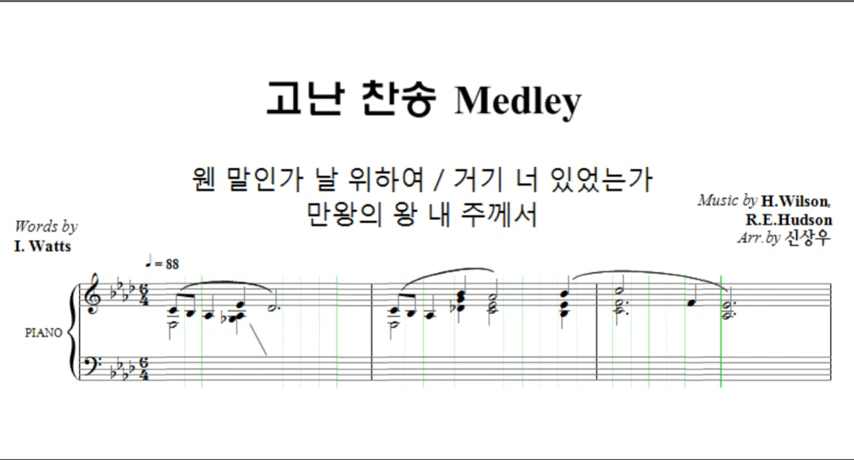 고난 찬송 Medley
웬 말인가 날 위하여 / 거기 너 있었는가
만왕의 왕 내 주께서
Music by H.Wilson,
R.E.Hudson
Arr.by 신상우
Words by
I. Watts
♩ = 88
6
4
PIANO
6
4